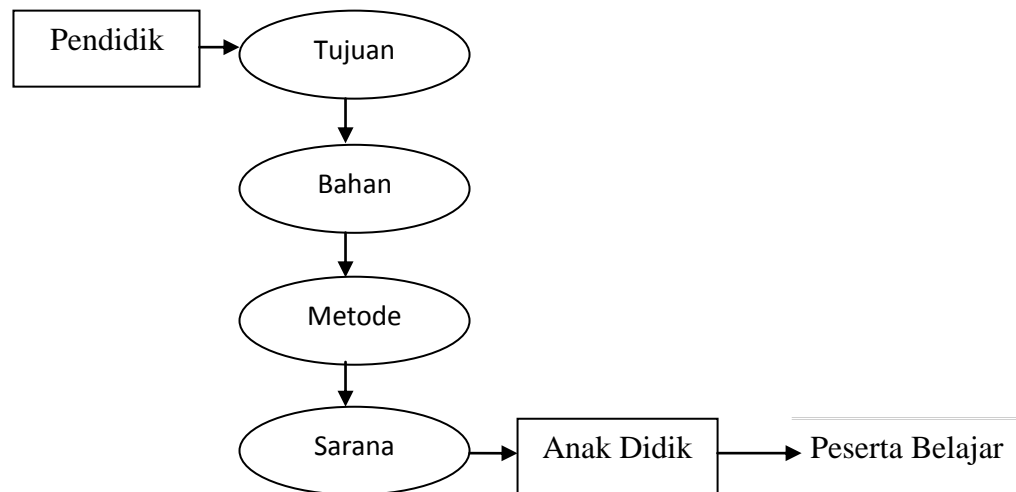 Pendidik
Tujuan
Bahan
Metode
Sarana
Anak Didik
Peserta Belajar